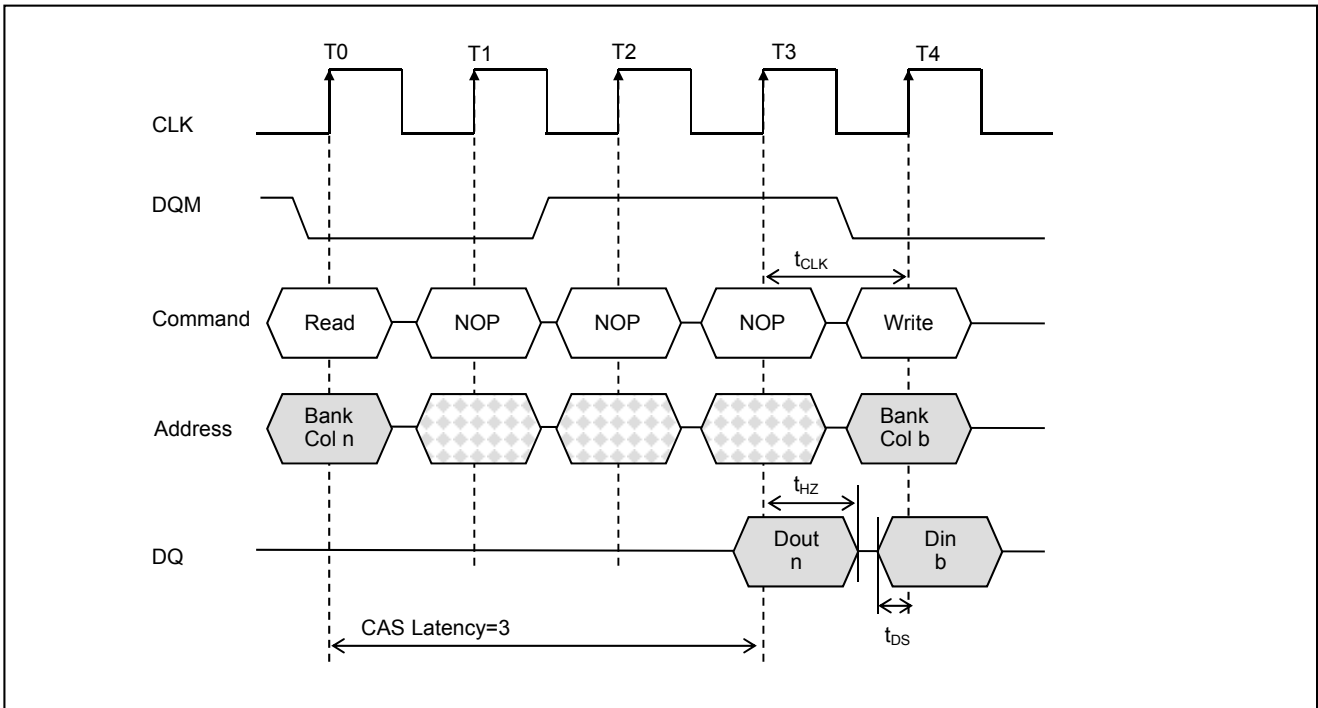 T0 T1 T2 T3 T4
CLK
DQM
tCLK
Command Read NOP NOP NOP Write
Address Bank Col n Bank Col b
tHZ
DQ Dout n Din b
CAS Latency=3
tDS